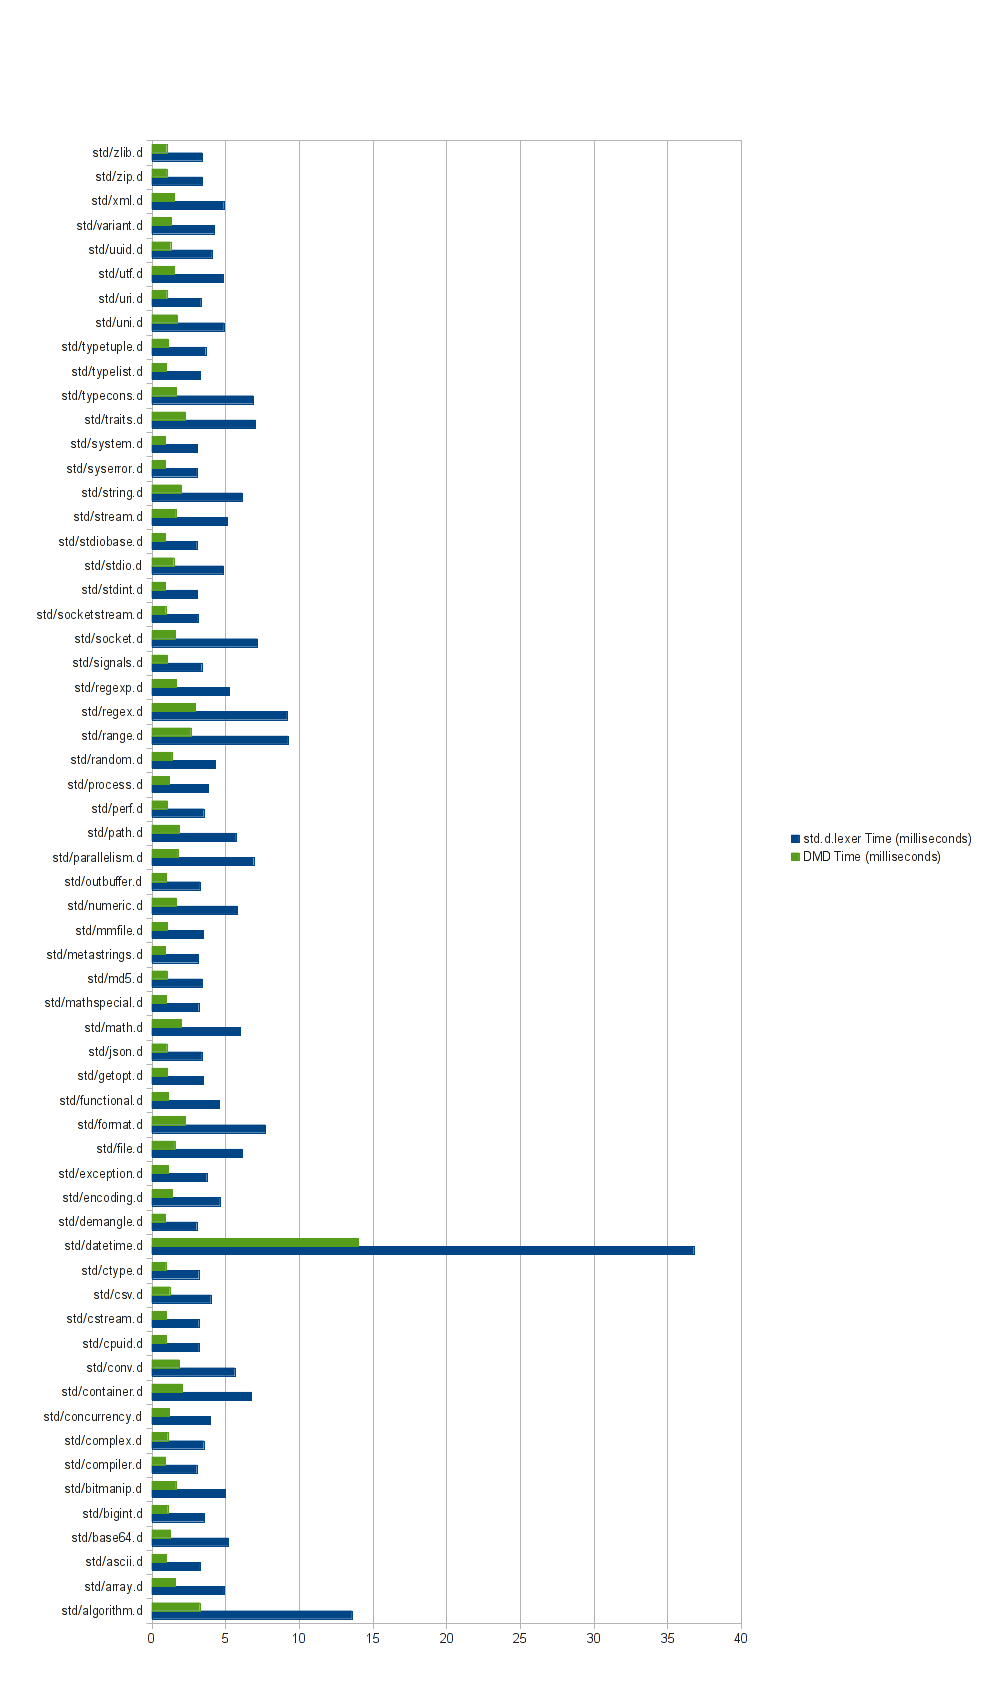 std/zlib.d
std/zip.d
std/xml.d
std/variant.d
std/uuid.d
std/utf.d
std/uri.d
std/uni.d
std/typetuple.d
std/typelist.d
std/typecons.d
std/traits.d
std/system.d
std/syserror.d
std/string.d
std/stream.d
std/stdiobase.d
std/stdio.d
std/stdint.d
std/socketstream.d
std/socket.d
std/signals.d
std/regexp.d
std/regex.d
std/range.d
std/random.d
std/process.d
std/perf.d
std/path.d
std/parallelism.d
std/outbuffer.d
std/numeric.d
std/mmfile.d
std/metastrings.d
std/md5.d
std/mathspecial.d
std/math.d
std/json.d
std/getopt.d
std/functional.d
std/format.d
std/file.d
std/exception.d
std/encoding.d
std/demangle.d
std/datetime.d
std/ctype.d
std/csv.d
std/cstream.d
std/cpuid.d
std/conv.d
std/container.d
std/concurrency.d
std/complex.d
std/compiler.d
std/bitmanip.d
std/bigint.d
std/base64.d
std/ascii.d
std/array.d
std/algorithm.d
0 5 10 15 20 25 30 35 40
std.d.lexer Time (milliseconds)
DMD Time (milliseconds)